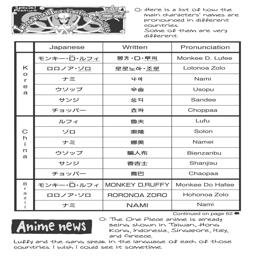 O: Here is a list of how the
main characters' names are
pronounced in different
countries.
Some of them are very
different.
Japanese Written Pronunciation
Korea
モンキー・D・ルフィ 몽키・D・루피 Monkee D. Lufee
ロロノア・ゾロ 로로노아・조로 Lolonoa Zolo
ナミ 나미 Nami
ウソップ 우솝 Usopu
サンジ 상디 Sandee
チョッパー 쵸파 Choppaa
China
ルフィ 魯夫 Lufu
ゾロ 索隆 Solon
ナミ 娜美 Namei
ウソップ 騙人布 Bienzanbu
サンジ 香吉士 Shanjisu
チョッパー 喬巴 Chaopaa
Brazil
モンキー・D・ルフィ MONKEY D.RUFFY Monkee Do Hafee
ロロノア・ゾロ RORONOA ZORO Hohonoa Zolo
ナミ NAMI Nami
Continued on page 62
Anime news
O: The One Piece anime is already
being shown in Taiwan, Hong
Kong, Indonesia, Singapore, Italy,
and Greece.
Luffy and the gang speak in the language of each of those
countries. I wish I could see it sometime.